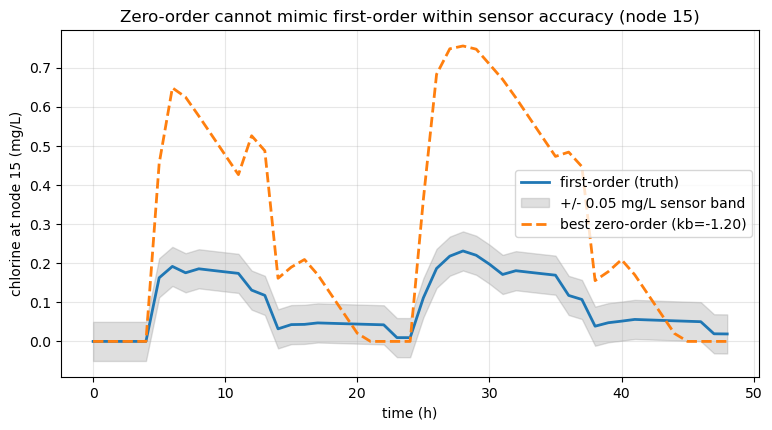 Zero-order cannot mimic first-order within sensor accuracy (node 15)
chlorine at node 15 (mg/L)
0.7
0.6
0.5
0.4
0.3
0.2
0.1
0.0
first-order (truth)
+/- 0.05 mg/L sensor band
best zero-order (kb=-1.20)
0
10
20
30
40
50
time (h)